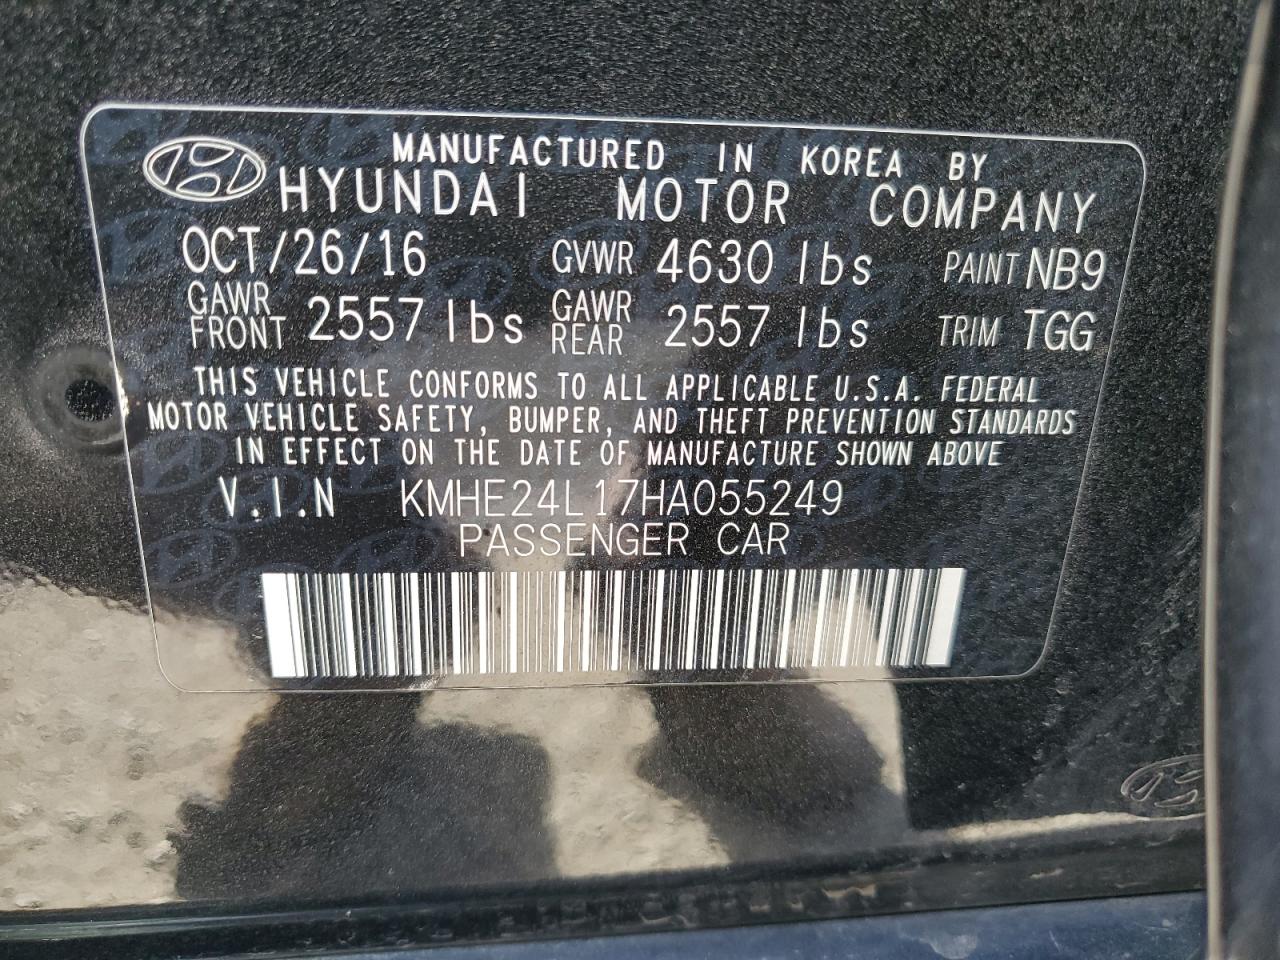 MANUFACTURED IN KOREA BY
HYUNDAI MOTOR COMPANY
OCT/26/16 GVWR 4630 lbs PAINT NB9
GAWR FRONT 2557 lbs GAWR REAR 2557 lbs TRIM TGG
THIS VEHICLE CONFORMS TO ALL APPLICABLE U.S.A. FEDERAL
MOTOR VEHICLE SAFETY, BUMPER, AND THEFT PREVENTION STANDARDS
IN EFFECT ON THE DATE OF MANUFACTURE SHOWN ABOVE
V.I.N KMHE24L17HA055249
PASSENGER CAR